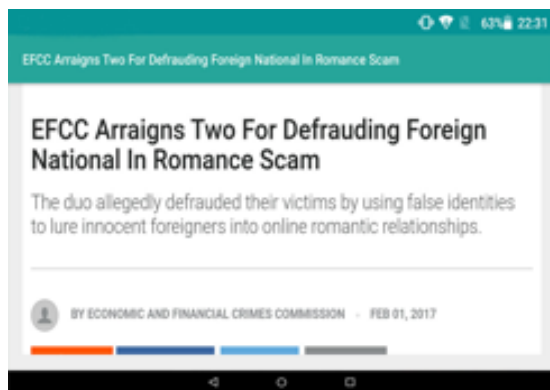 63% 22:31
EFCC Arraigns Two For Defrauding Foreign National In Romance Scam
EFCC Arraigns Two For Defrauding Foreign
National In Romance Scam
The duo allegedly defrauded their victims by using false identities
to lure innocent foreigners into online romantic relationships.
BY ECONOMIC AND FINANCIAL CRIMES COMMISSION - FEB 01, 2017